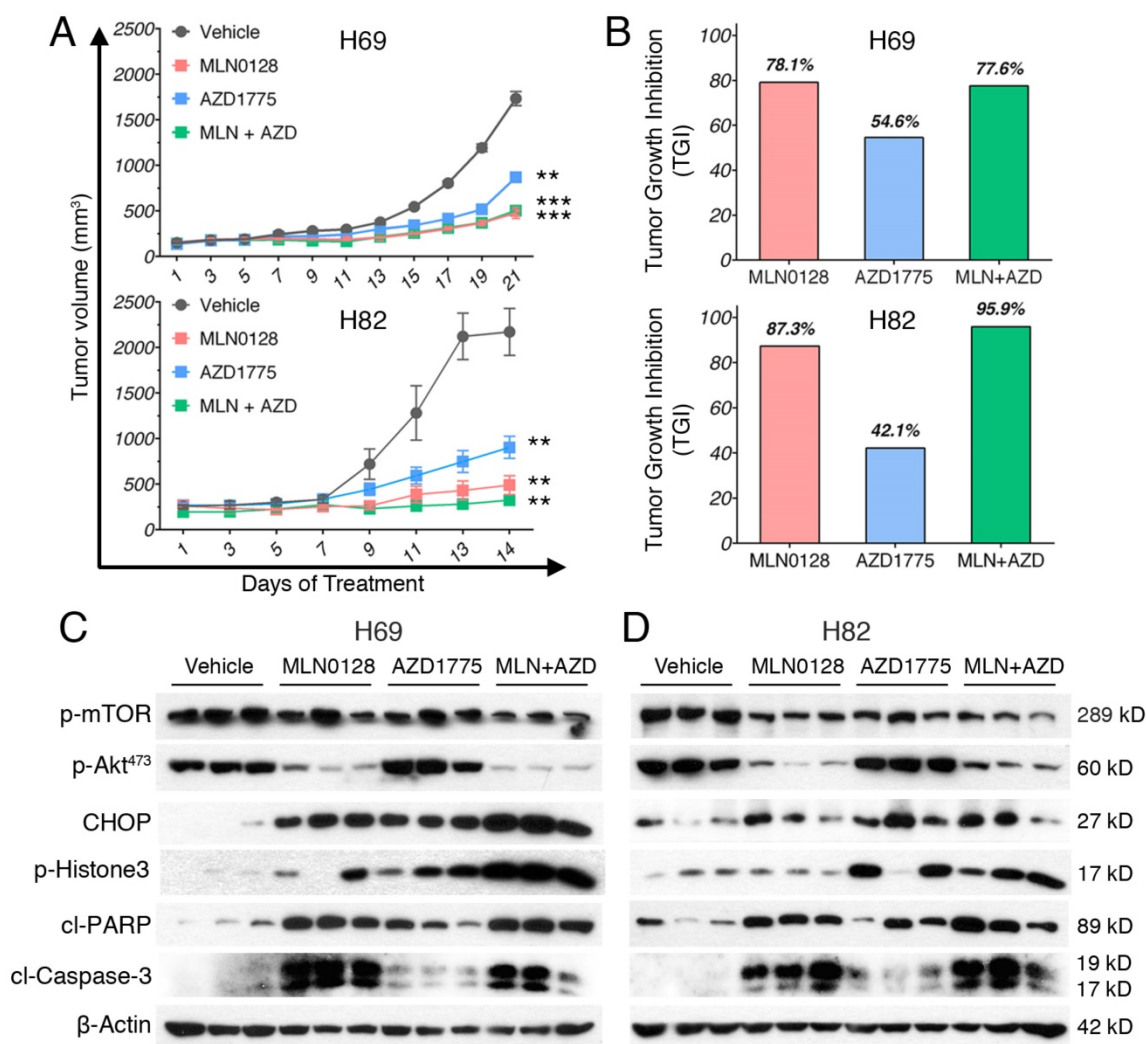 A
Tumor volume (mm³)
H69
Vehicle
MLN0128
AZD1775
MLN + AZD
2500
2000
1500
1000
500
0
**
***
***
1 3 5 7 9 11 13 15 17 19 21
H82
Vehicle
MLN0128
AZD1775
MLN + AZD
2500
2000
1500
1000
500
0
**
**
**
1 3 5 7 9 11 13 14
Days of Treatment
B
H69
Tumor Growth Inhibition
(TGI)
100
80
60
40
20
0
78.1%
54.6%
77.6%
MLN0128 AZD1775 MLN+AZD
H82
Tumor Growth Inhibition
(TGI)
100
80
60
40
20
0
87.3%
42.1%
95.9%
MLN0128 AZD1775 MLN+AZD
C
H69
Vehicle MLN0128 AZD1775 MLN+AZD
D
H82
Vehicle MLN0128 AZD1775 MLN+AZD
p-mTOR 289 kD
p-Akt⁴⁷³ 60 kD
CHOP 27 kD
p-Histone3 17 kD
cl-PARP 89 kD
cl-Caspase-3
19 kD
17 kD
β-Actin 42 kD